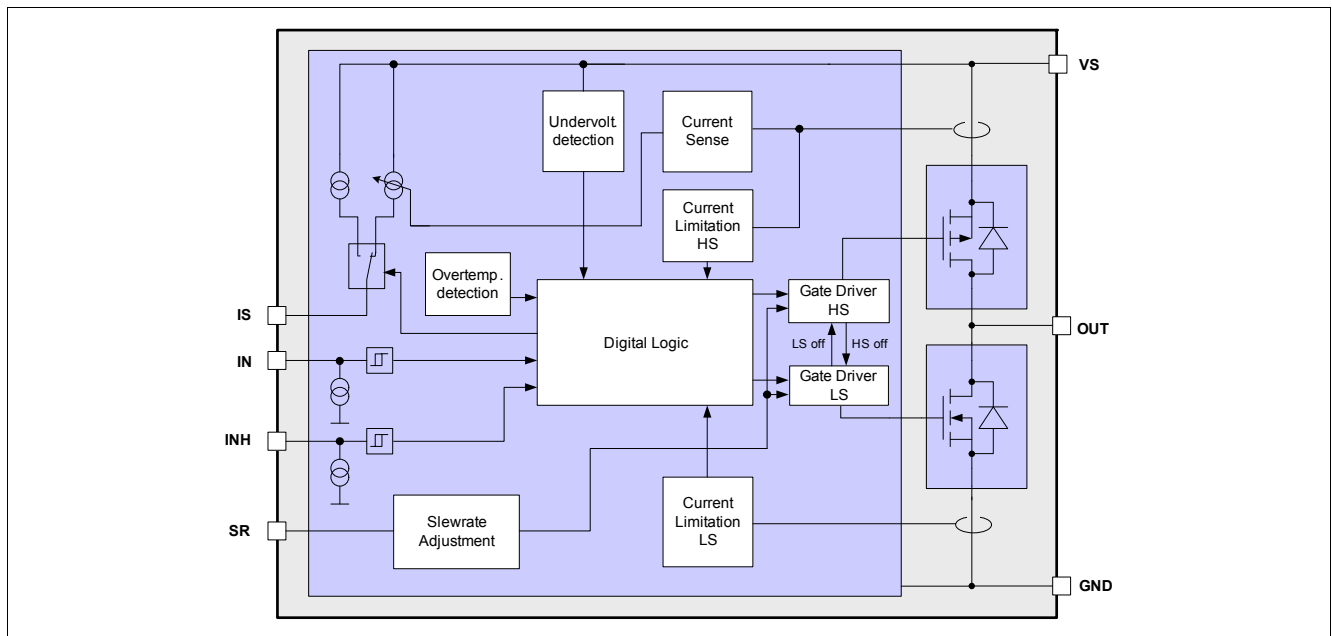 VS
Undervolt.
detection
Current
Sense
Current
Limitation
HS
Overtemp.
detection
Gate Driver
HS
IS
OUT
Digital Logic
LS off
HS off
IN
Gate Driver
LS
INH
Current
Limitation
LS
Slewrate
Adjustment
SR
GND